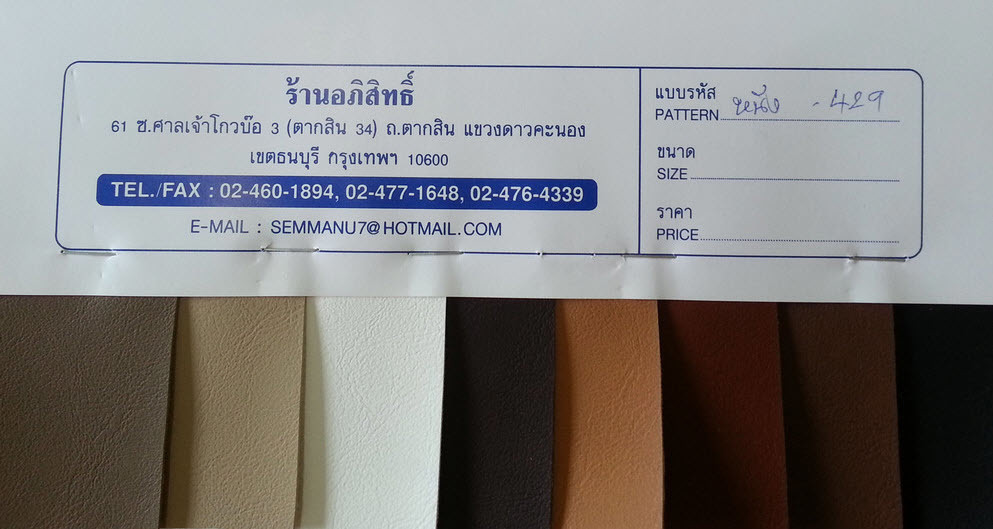 ร้านอภิสิทธิ์
61 ซ.ศาลเจ้าโกวบ๊อ 3 (ตากสิน 34) ถ.ตากสิน แขวงดาวคะนอง
เขตธนบุรี กรุงเทพฯ 10600
TEL./FAX : 02-460-1894, 02-477-1648, 02-476-4339
E-MAIL : SEMMANU7@HOTMAIL.COM
แบบรหัส
PATTERN หนัง - 429
ขนาด
SIZE
ราคา
PRICE